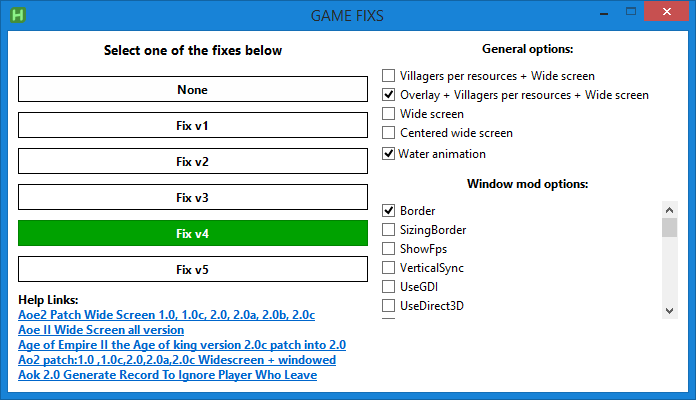 GAME FIXS
Select one of the fixes below
None
Fix v1
Fix v2
Fix v3
Fix v4
Fix v5
Help Links:
Aoe2 Patch Wide Screen 1.0, 1.0c, 2.0, 2.0a, 2.0b, 2.0c
Aoe II Wide Screen all version
Age of Empire II the Age of king version 2.0c patch into 2.0
Ao2 patch:1.0 ,1.0c,2.0,2.0a,2.0c Widescreen + windowed
Aok 2.0 Generate Record To Ignore Player Who Leave
General options:
Villagers per resources + Wide screen
Overlay + Villagers per resources + Wide screen
Wide screen
Centered wide screen
Water animation
Window mod options:
Border
SizingBorder
ShowFps
VerticalSync
UseGDI
UseDirect3D